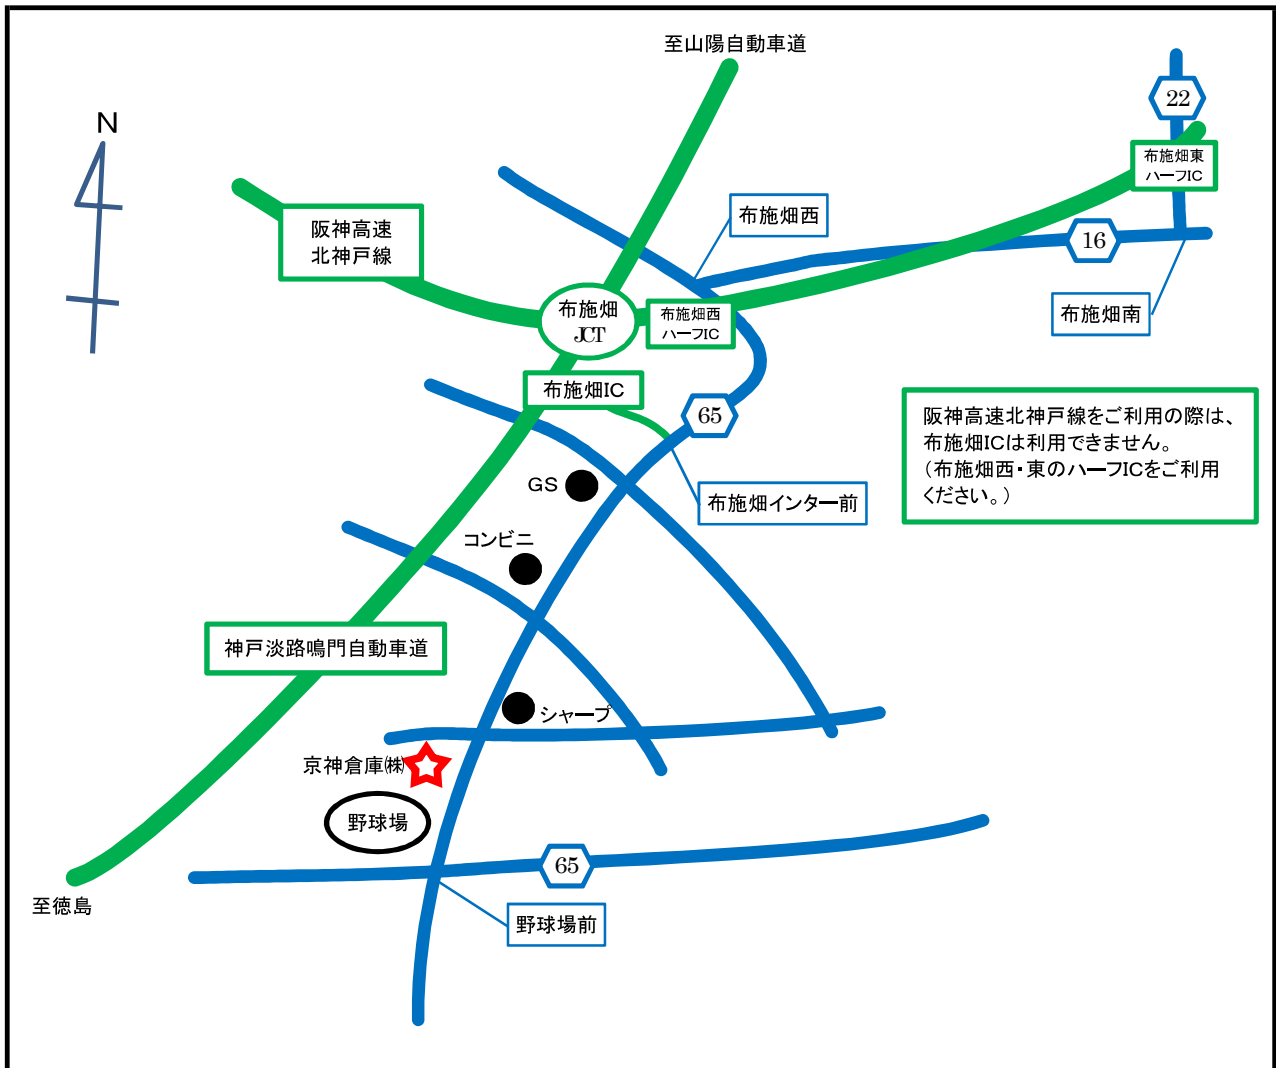 至山陽自動車道
N
22
布施畑東
ハーフIC
阪神高速
北神戸線
布施畑西
16
布施畑
JCT
布施畑西
ハーフIC
布施畑南
布施畑IC
65
阪神高速北神戸線をご利用の際は、
布施畑ICは利用できません。
（布施畑西・東のハーフICをご利用
ください。）
GS
布施畑インター前
コンビニ
神戸淡路鳴門自動車道
シャープ
京神倉庫㈱
野球場
65
至徳島
野球場前